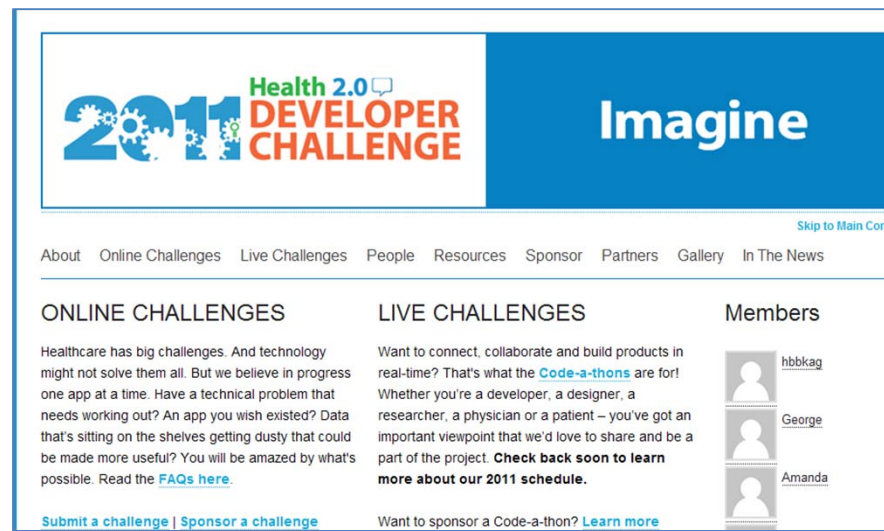 2011 Health 2.0
DEVELOPER
CHALLENGE
Imagine
Skip to Main
About Online Challenges Live Challenges People Resources Sponsor Partners Gallery In The News
ONLINE CHALLENGES
Healthcare has big challenges. And technology
might not solve them all. But we believe in progress
one app at a time. Have a technical problem that
needs working out? An app you wish existed? Data
that's sitting on the shelves getting dusty that could
be made more useful? You will be amazed by what's
possible. Read the FAQs here.
Submit a challenge | Sponsor a challenge
LIVE CHALLENGES
Want to connect, collaborate and build products in
real-time? That's what the Code-a-thons are for!
Whether you're a developer, a designer, a
researcher, a physician or a patient – you've got an
important viewpoint that we'd love to share and be a
part of the project. Check back soon to learn
more about our 2011 schedule.
Want to sponsor a Code-a-thon? Learn more
Members
hbbkag
George
Amanda